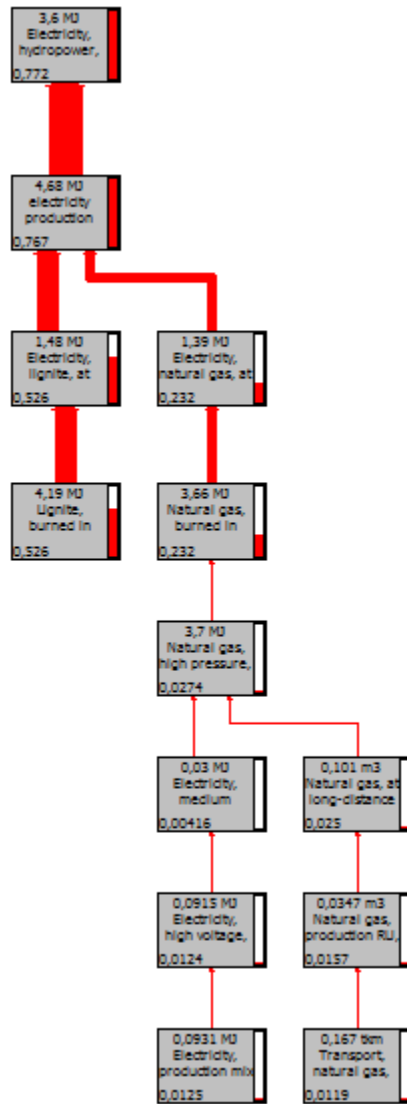 3,6 MJ
Electricity,
hydropower,
0,772
4,68 MJ
electricity
production
0,767
1,48 MJ
Electricity,
lignite, at
0,526
1,39 MJ
Electricity,
natural gas, at
0,232
4,19 MJ
Lignite,
burned in
0,526
3,66 MJ
Natural gas,
burned in
0,232
3,7 MJ
Natural gas,
high pressure,
0,0274
0,03 MJ
Electricity,
medium
0,00416
0,101 m3
Natural gas, at
long-distance
0,025
0,0915 MJ
Electricity,
high voltage,
0,0124
0,0347 m3
Natural gas,
production RU,
0,0157
0,0931 MJ
Electricity,
production mix
0,0125
0,167 tkm
Transport,
natural gas,
0,0119